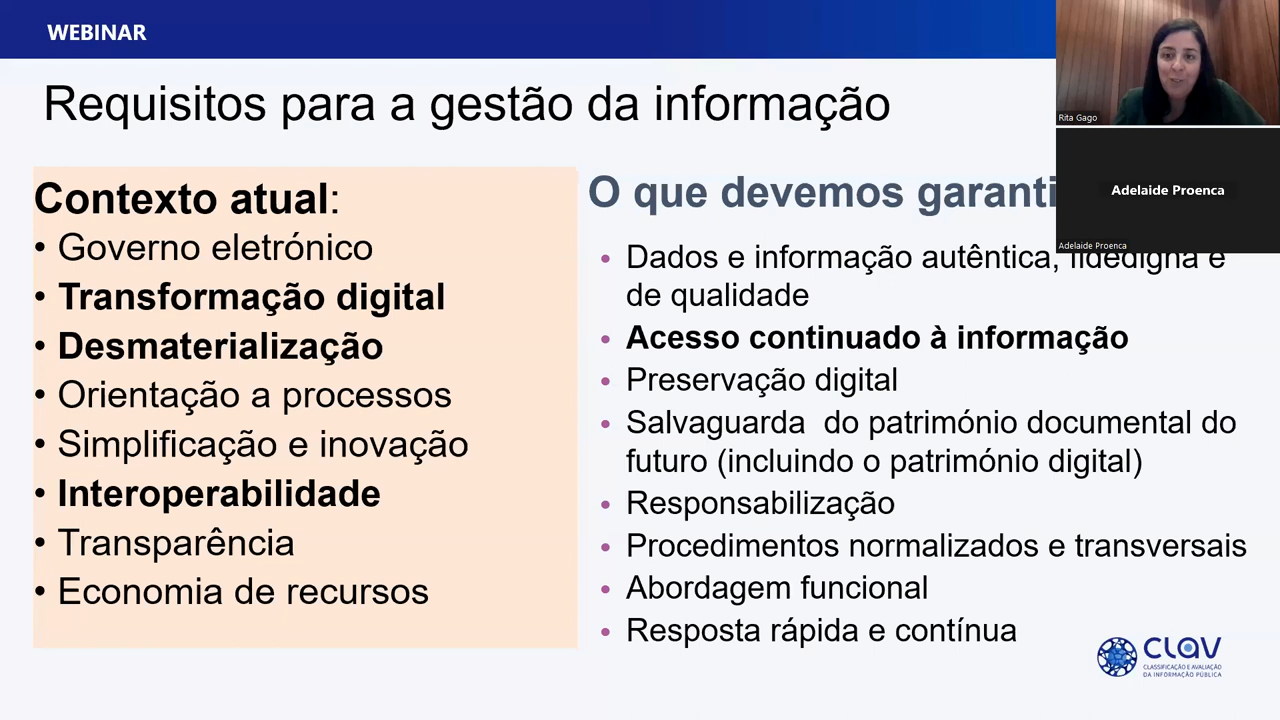 WEBINAR
Requisitos para a gestão da informação
Rita Gago
Adelaide Proenca
Adelaide Proenca
Contexto atual:
• Governo eletrónico
• Transformação digital
• Desmaterialização
• Orientação a processos
• Simplificação e inovação
• Interoperabilidade
• Transparência
• Economia de recursos
O que devemos garanti
• Dados e informação autêntica, fidedigna e
de qualidade
• Acesso continuado à informação
• Preservação digital
• Salvaguarda do património documental do
futuro (incluindo o património digital)
• Responsabilização
• Procedimentos normalizados e transversais
• Abordagem funcional
• Resposta rápida e contínua
CLAV
CLASSIFICAÇÃO E AVALIAÇÃO
DA INFORMAÇÃO PÚBLICA